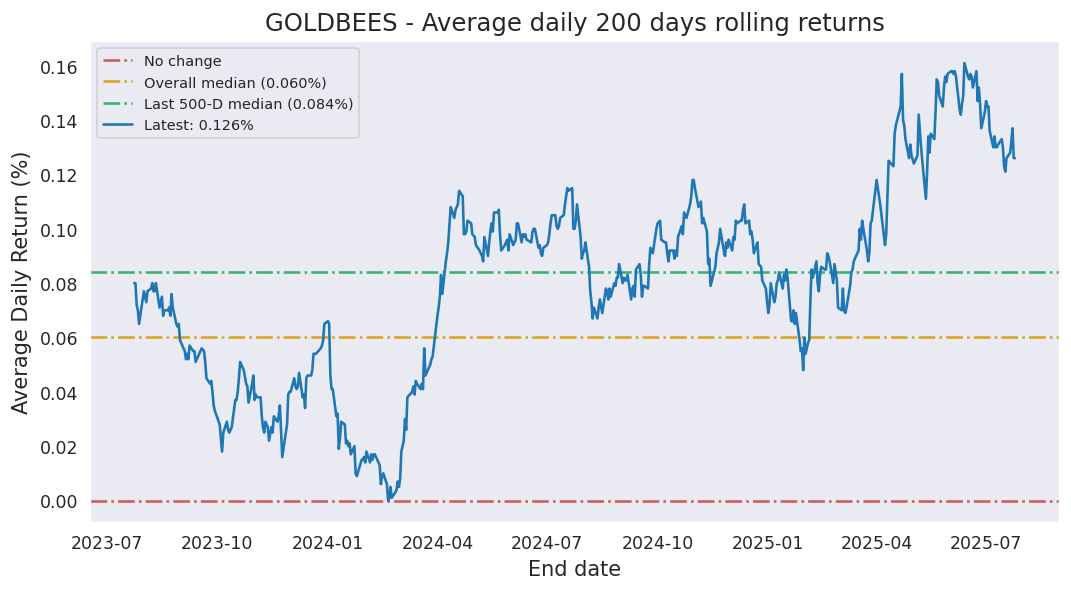 GOLDBEES - Average daily 200 days rolling returns
No change
Overall median (0.060%)
Last 500-D median (0.084%)
Latest: 0.126%
Average Daily Return (%)
0.16
0.14
0.12
0.10
0.08
0.06
0.04
0.02
0.00
2023-07 2023-10 2024-01 2024-04 2024-07 2024-10 2025-01 2025-04 2025-07
End date